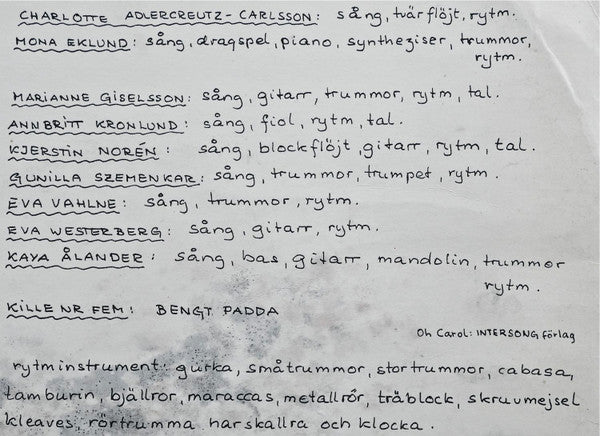 CHARLOTTE ADLERCREUTZ-CARLSSON: sång, tvärflöjt, rytm.
MONA EKLUND: sång, dragspel, piano, syntheziser, trummor,
rytm.
MARIANNE GISELSSON: sång, gitarr, trummor, rytm, tal.
ANNBRITT KRONLUND: sång, fiol, rytm, tal.
KJERSTIN NORÉN: sång, blockflöjt, gitarr, rytm, tal.
GUNILLA SZEMENKAR: sång, trummor, trumpet, rytm.
EVA VAHLNE: sång, trummor, rytm.
EVA WESTERBERG: sång, gitarr, rytm.
KAYA ÅLANDER: sång, bas, gitarr, mandolin, trummor
rytm.
KILLE NR FEM: BENGT PADDA
Oh Carol: INTERSONG förlag
rytminstrument: gurka, småtrummor, stortrummor, cabasa,
tamburin, bjällror, maraccas, metallrör, träblock, skruvmejsel
kleaves, rörtrumma harskallra och klocka.